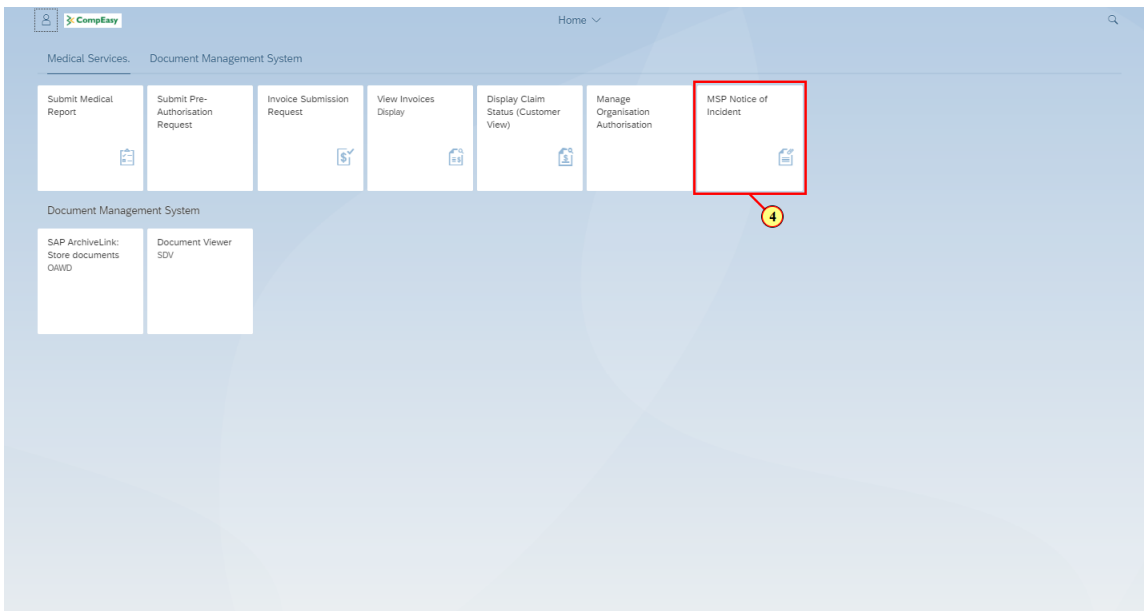 CompEasy
Home
Medical Services.
Document Management System
Submit Medical
Report
Submit Pre-
Authorisation
Request
Invoice Submission
Request
View Invoices
Display
Display Claim
Status (Customer
View)
Manage
Organisation
Authorisation
MSP Notice of
Incident
4
Document Management System
SAP ArchiveLink:
Store documents
OAWD
Document Viewer
SDV